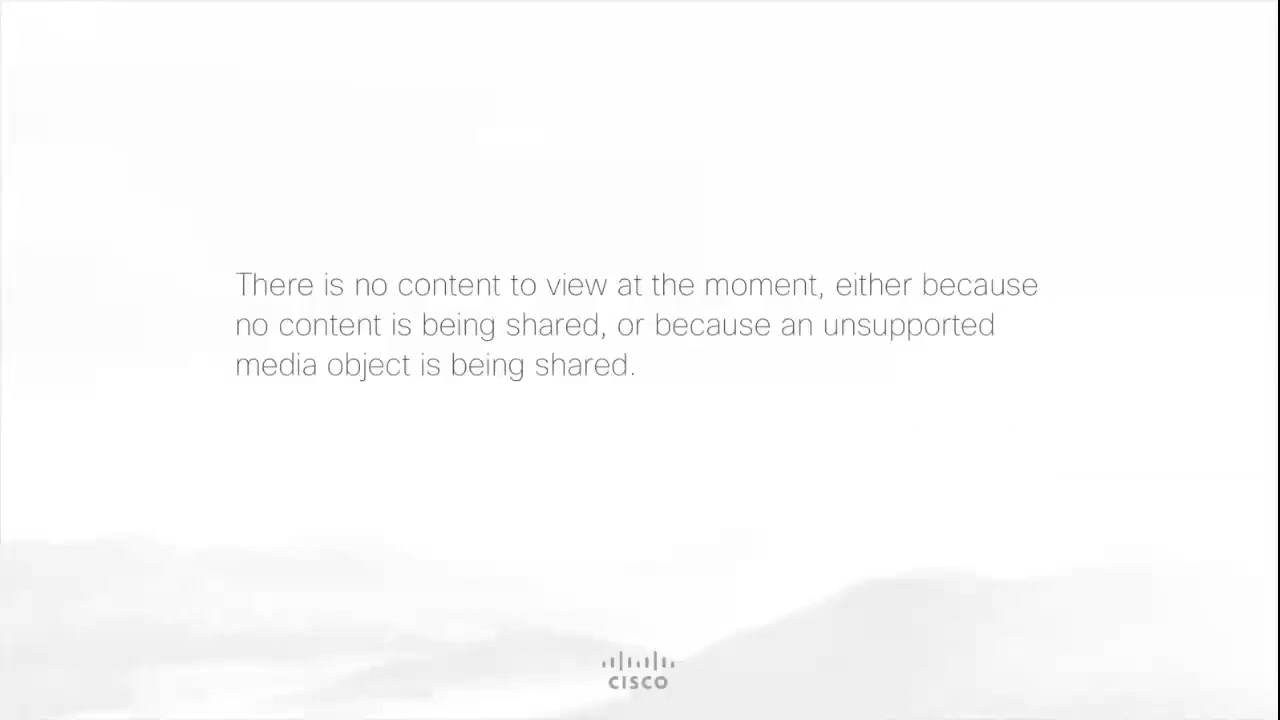 There is no content to view at the moment, either because
no content is being shared, or because an unsupported
media object is being shared.
CISCO